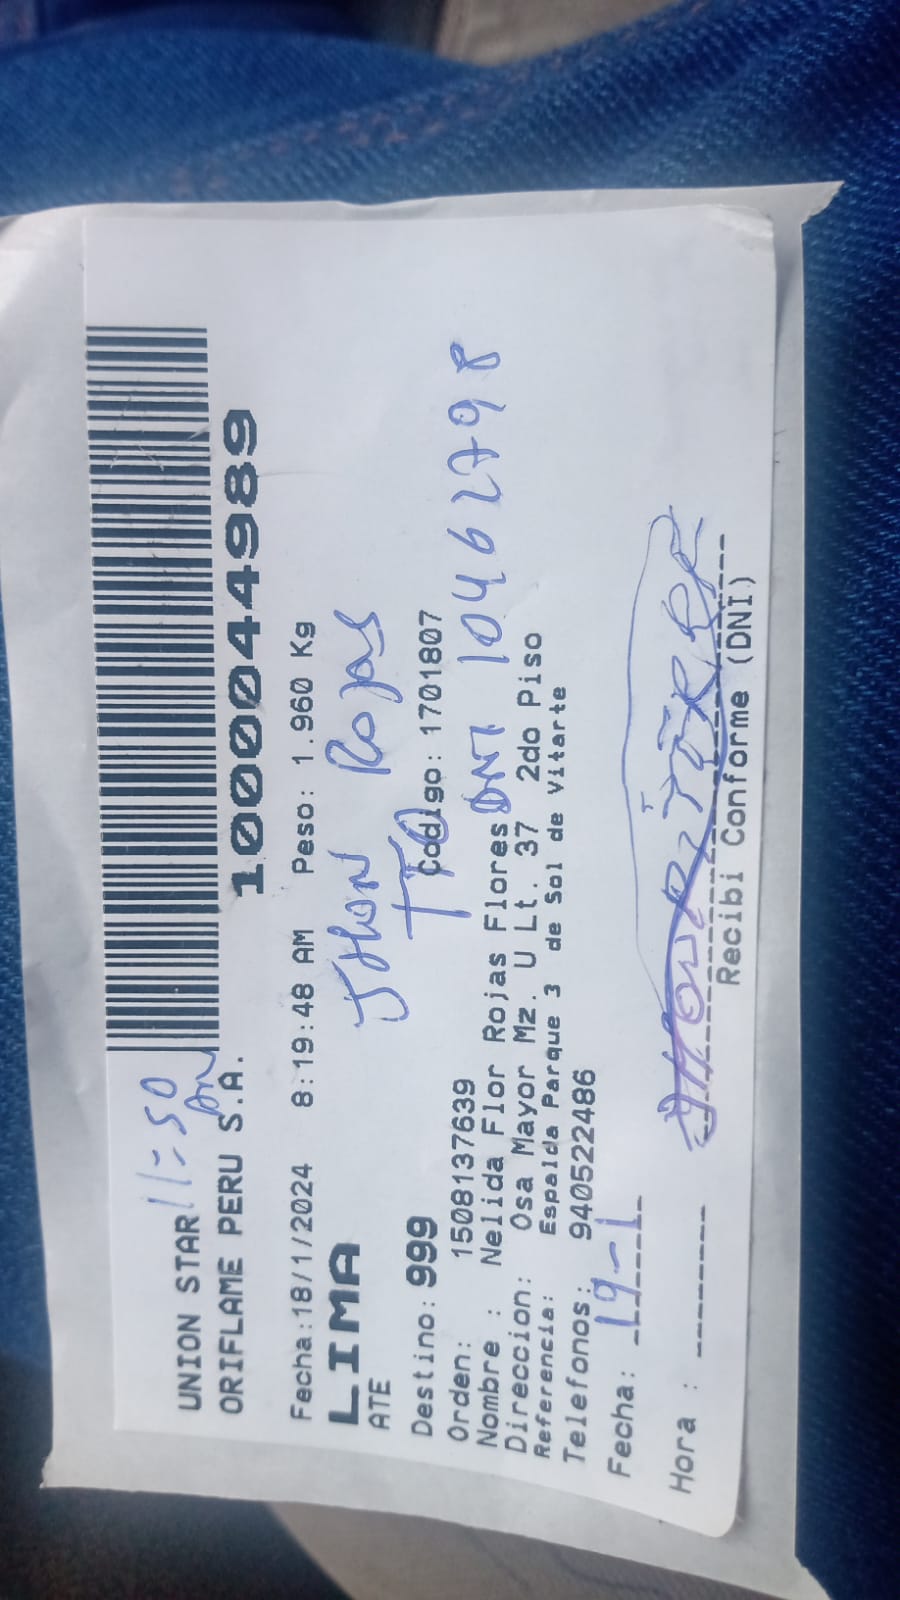 UNION STAR 11=50
ORIFLAME PERU S.A. AM
10004989
Fecha:18/1/2024 8:19:48 AM Peso: 1.960 Kg
LIMA JHON Rojas
ATE
Destino: 999 Codigo: 1701807
Orden: 1508137639
Nombre : Nelida Flor Rojas Flores DNI 10462798
Direccion: Osa Mayor Mz. U Lt. 37 2do Piso
Referencia: Espalda Parque 3 de Sol de Vitarte
Telefonos: 940522486
Fecha: 19-1
Hora : -------
Recibi Conforme (DNI)